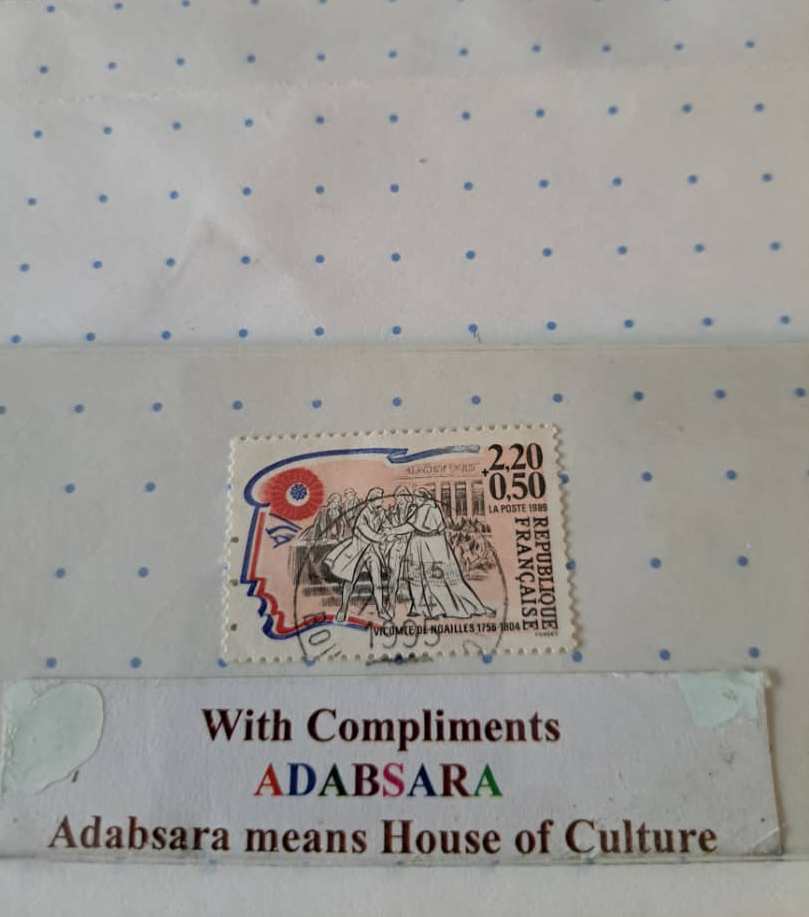 2,20
+0,50
LA POSTE 1989
REPUBLIQUE
FRANÇAISE
VICOMTE DE NOAILLES 1756-1804
1995
With Compliments
ADABSARA
Adabsara means House of Culture